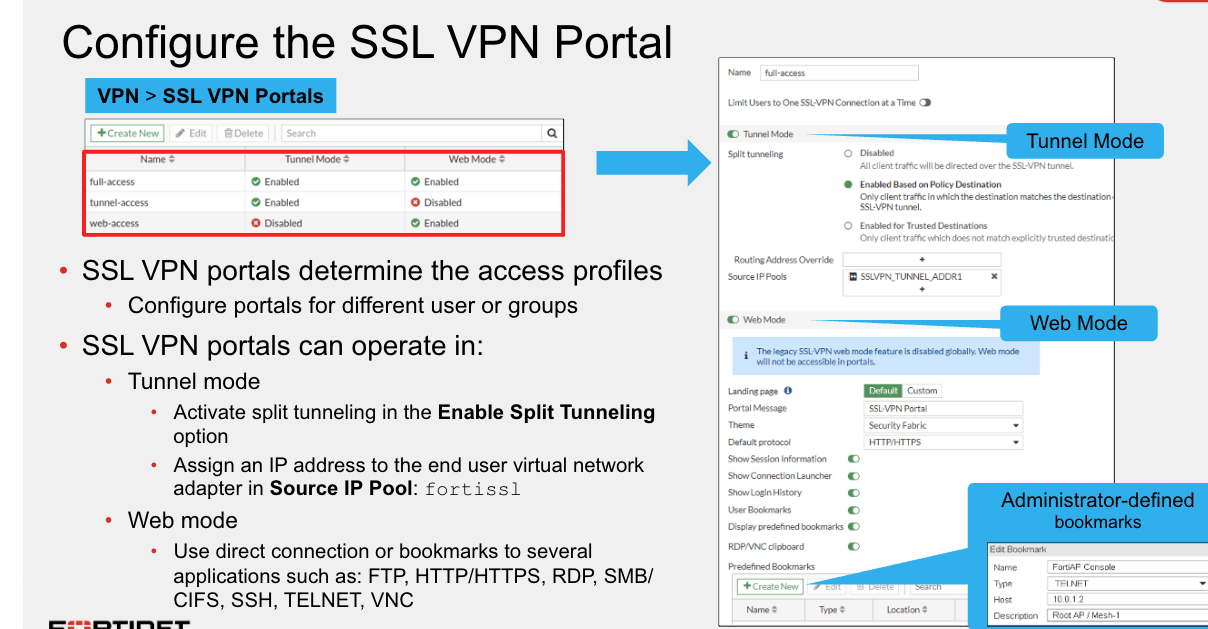 Configure the SSL VPN Portal
VPN > SSL VPN Portals
+Create New Edit Delete Search
Name Tunnel Mode Web Mode
full-access Enabled Enabled
tunnel-access Enabled Disabled
web-access Disabled Enabled
• SSL VPN portals determine the access profiles
• Configure portals for different user or groups
• SSL VPN portals can operate in:
• Tunnel mode
• Activate split tunneling in the Enable Split Tunneling
option
• Assign an IP address to the end user virtual network
adapter in Source IP Pool: fortissl
• Web mode
• Use direct connection or bookmarks to several
applications such as: FTP, HTTP/HTTPS, RDP, SMB/
CIFS, SSH, TELNET, VNC
Name full-access
Limit Users to One SSL-VPN Connection at a Time
Tunnel Mode
Tunnel Mode
Split tunneling
Disabled
All client traffic will be directed over the SSL-VPN tunnel.
Enabled Based on Policy Destination
Only client traffic in which the destination matches the destination
SSL-VPN tunnel.
Enabled for Trusted Destinations
Only client traffic which does not match explicitly trusted
Routing Address Override +
Source IP Pools SSLVPN_TUNNEL_ADDR1 ×
+
Web Mode
Web Mode
The legacy SSL-VPN web mode feature is disabled globally. Web mode
will not be accessible in portals.
Landing page Default Custom
Portal Message SSL-VPN Portal
Theme Security Fabric
Default protocol HTTP/HTTPS
Show Session Information
Show Connection Launcher
Show Login History
User Bookmarks
Display predefined bookmarks
RDP/VNC clipboard
Predefined Bookmarks
+Create New Edit Delete Search
Name Type Location
Administrator-defined
bookmarks
Edit Bookmark
Name FortiAP Console
Type TELNET
Host 10.0.1.2
Description Root AP / Mesh-1
FORTINET